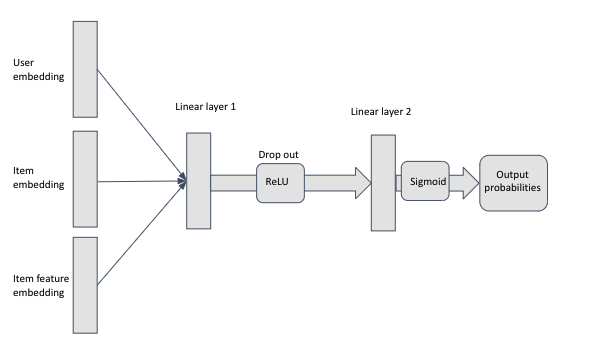 User
embedding
Item
embedding
Item feature
embedding
Linear layer 1
Drop out
ReLU
Linear layer 2
Sigmoid
Output
probabilities